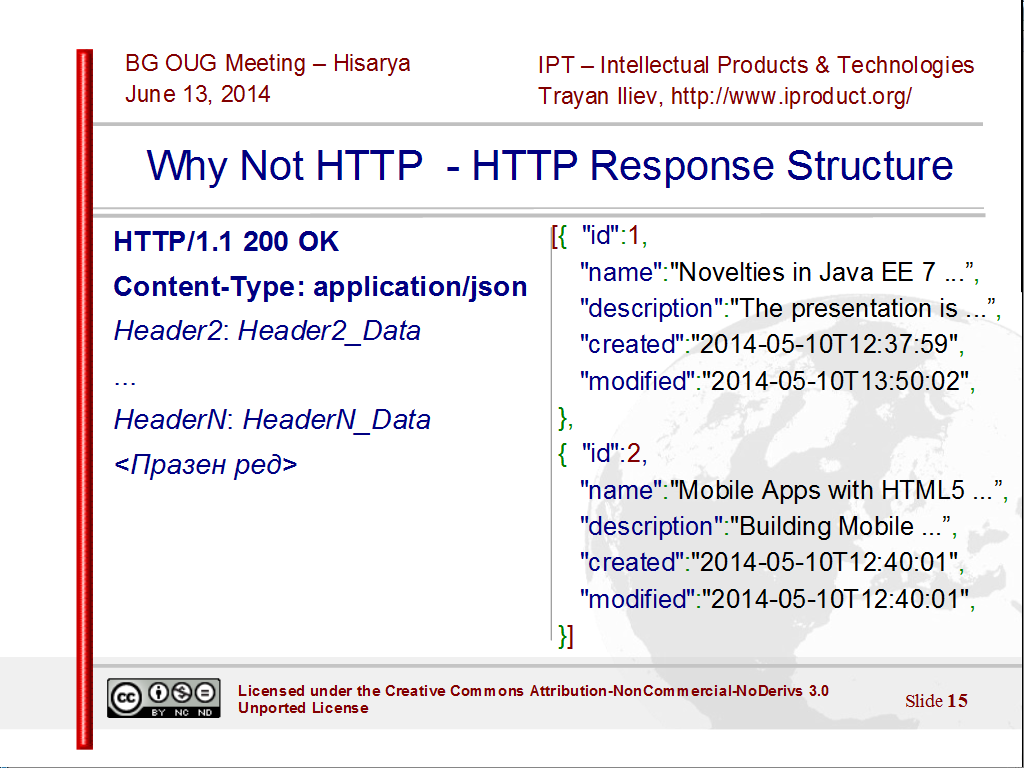 BG OUG Meeting – Hisarya
June 13, 2014
IPT – Intellectual Products & Technologies
Trayan Iliev, http://www.iproduct.org/
Why Not HTTP  - HTTP Response Structure
HTTP/1.1 200 OK
Content-Type: application/json
Header2: Header2_Data
...
HeaderN: HeaderN_Data
<Празен ред>
[{  "id":1,
"name":"Novelties in Java EE 7 ...”,
"description":"The presentation is ...”,
"created":"2014-05-10T12:37:59",
"modified":"2014-05-10T13:50:02",
},
{  "id":2,
"name":"Mobile Apps with HTML5 ...”,
"description":"Building Mobile ...”,
"created":"2014-05-10T12:40:01",
"modified":"2014-05-10T12:40:01",
}]
cc
BY NC ND
Licensed under the Creative Commons Attribution-NonCommercial-NoDerivs 3.0
Unported License
Slide 15